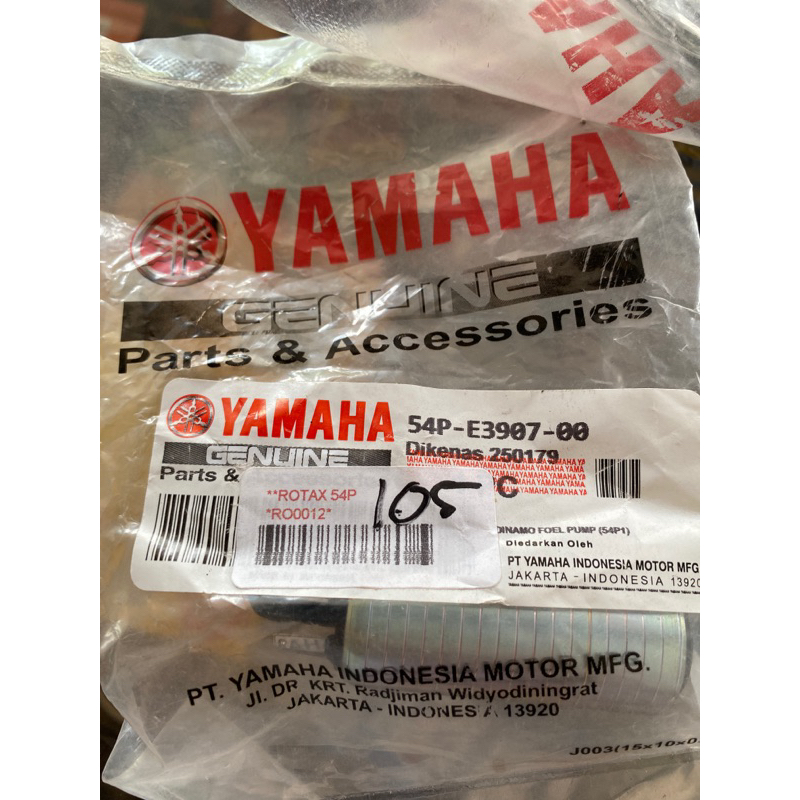 YAMAHA
YAMAHA
GENUINE
Parts & Accessories
YAMAHA
54P-E3907-00
GENUINE
Dikenas 250179
Parts &
C
**ROTAX 54P
*RO0012*
105
DINAMO FOEL PUMP (54P1)
Diedarkan Oleh
PT YAMAHA INDONESIA MOTOR MFG
JAKARTA - INDONESIA 13920
PT. YAMAHA INDONESIA MOTOR MFG.
Jl. DR. KRT. Radjiman Widyodiningrat
JAKARTA - INDONESIA 13920
J003(15x10x0.